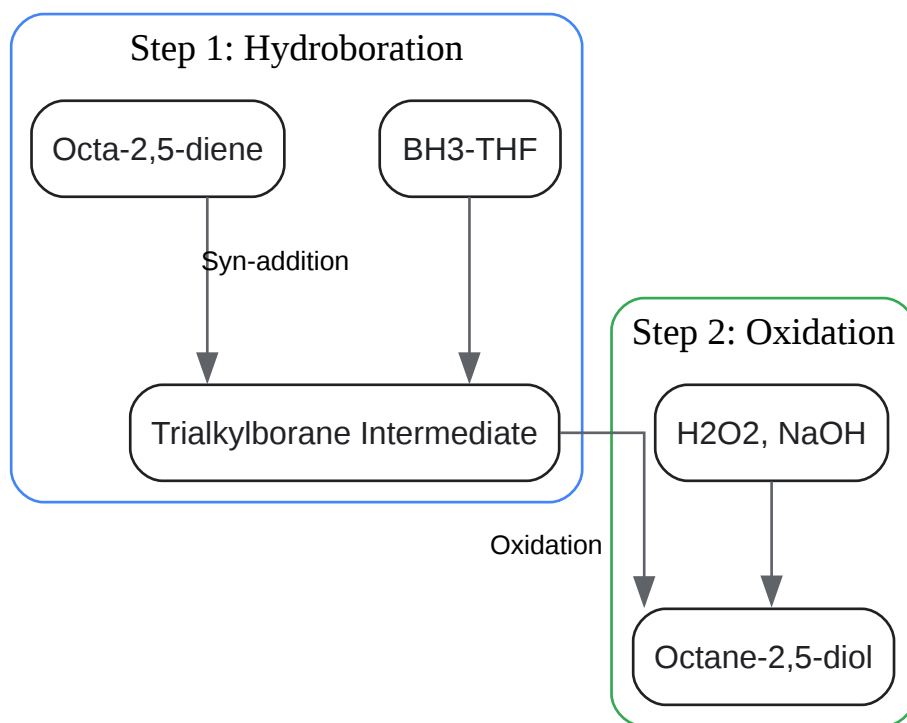 Step 1: Hydroboration
Octa-2,5-diene
BH3-THF
Syn-addition
Trialkylborane Intermediate
Step 2: Oxidation
H2O2, NaOH
Oxidation
Octane-2,5-diol